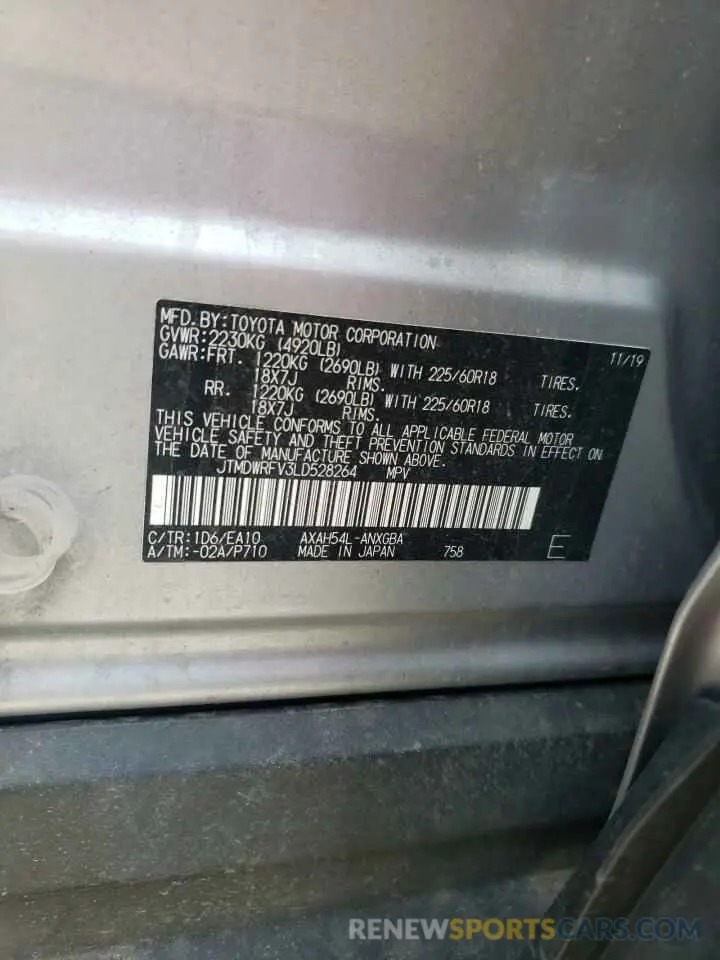 MFD. BY:TOYOTA MOTOR CORPORATION 11/19
GVWR:2230KG (4920LB)
GAWR:FRT. 1220KG (2690LB) WITH 225/60R18 TIRES.
18X7J RIMS.
RR. 1220KG (2690LB) WITH 225/60R18 TIRES.
18X7J RIMS.
THIS VEHICLE CONFORMS TO ALL APPLICABLE FEDERAL MOTOR
VEHICLE SAFETY AND THEFT PREVENTION STANDARDS IN EFFECT ON
THE DATE OF MANUFACTURE SHOWN ABOVE.
JTMDWRFV3LD528264 MPV
C/TR:1D6/EA10 AXAH54L-ANXGBA
A/TM:-02A/P710 MADE IN JAPAN 758 E
RENEWSPORTSCARS.COM